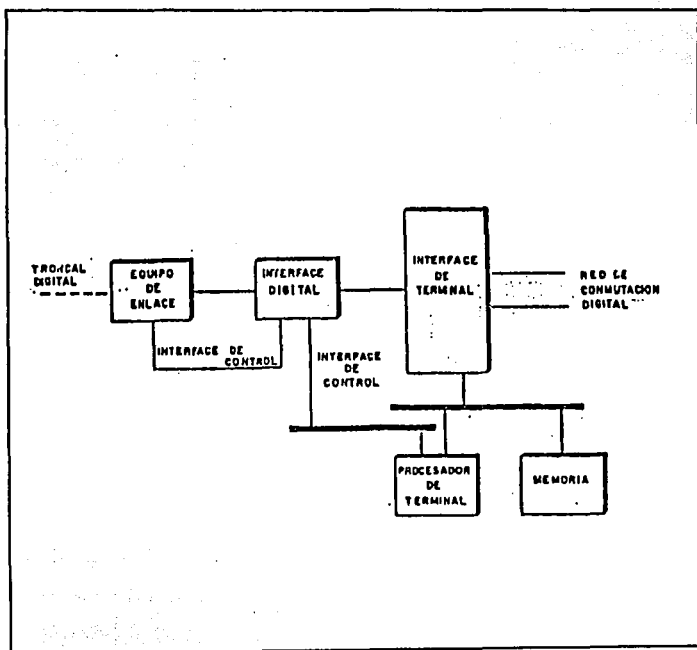 TRONCAL
DIGITAL
EQUIPO
DE
ENLACE
INTERFACE
DIGITAL
INTERFACE
DE
TERMINAL
RED DE
CONMUTACION
DIGITAL
INTERFACE DE
CONTROL
INTERFACE
DE
CONTROL
PROCESADOR
DE
TERMINAL
MEMORIA